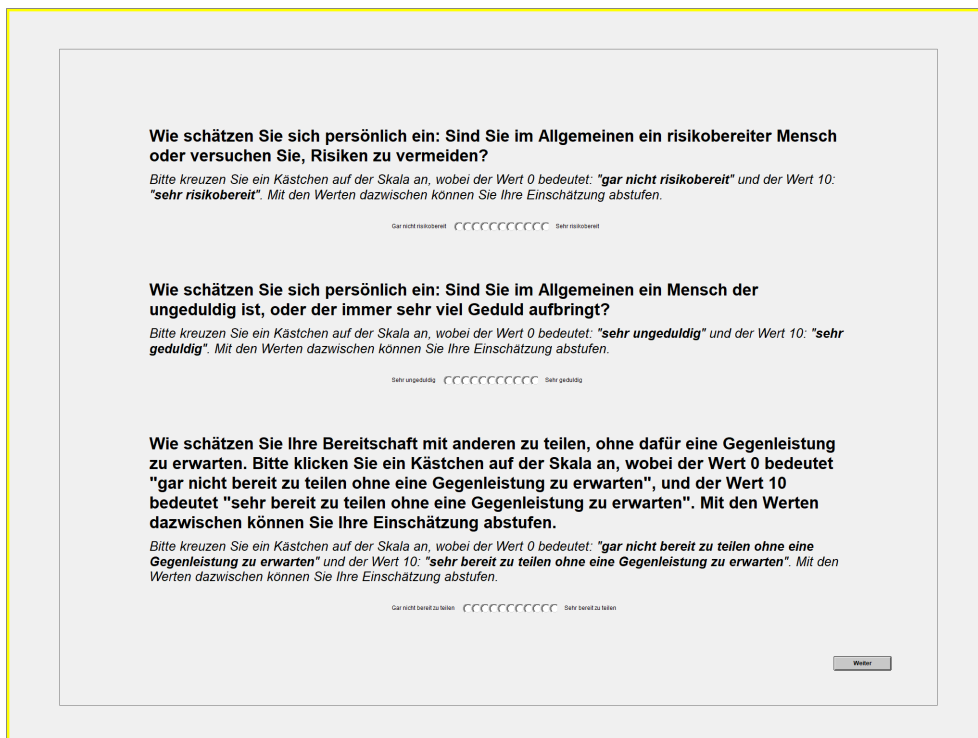 Wie schätzen Sie sich persönlich ein: Sind Sie im Allgemeinen ein risikobereiter Mensch
oder versuchen Sie, Risiken zu vermeiden?
Bitte kreuzen Sie ein Kästchen auf der Skala an, wobei der Wert 0 bedeutet: "gar nicht risikobereit" und der Wert 10:
"sehr risikobereit". Mit den Werten dazwischen können Sie Ihre Einschätzung abstufen.
Gar nicht risikobereit Sehr risikobereit
Wie schätzen Sie sich persönlich ein: Sind Sie im Allgemeinen ein Mensch der
ungeduldig ist, oder der immer sehr viel Geduld aufbringt?
Bitte kreuzen Sie ein Kästchen auf der Skala an, wobei der Wert 0 bedeutet: "sehr ungeduldig" und der Wert 10: "sehr
geduldig". Mit den Werten dazwischen können Sie Ihre Einschätzung abstufen.
Sehr ungeduldig Sehr geduldig
Wie schätzen Sie Ihre Bereitschaft mit anderen zu teilen, ohne dafür eine Gegenleistung
zu erwarten. Bitte klicken Sie ein Kästchen auf der Skala an, wobei der Wert 0 bedeutet
"gar nicht bereit zu teilen ohne eine Gegenleistung zu erwarten", und der Wert 10
bedeutet "sehr bereit zu teilen ohne eine Gegenleistung zu erwarten". Mit den Werten
dazwischen können Sie Ihre Einschätzung abstufen.
Bitte kreuzen Sie ein Kästchen auf der Skala an, wobei der Wert 0 bedeutet: "gar nicht bereit zu teilen ohne eine
Gegenleistung zu erwarten" und der Wert 10: "sehr bereit zu teilen ohne eine Gegenleistung zu erwarten". Mit den
Werten dazwischen können Sie Ihre Einschätzung abstufen.
Gar nicht bereit zu teilen Sehr bereit zu teilen
Weiter